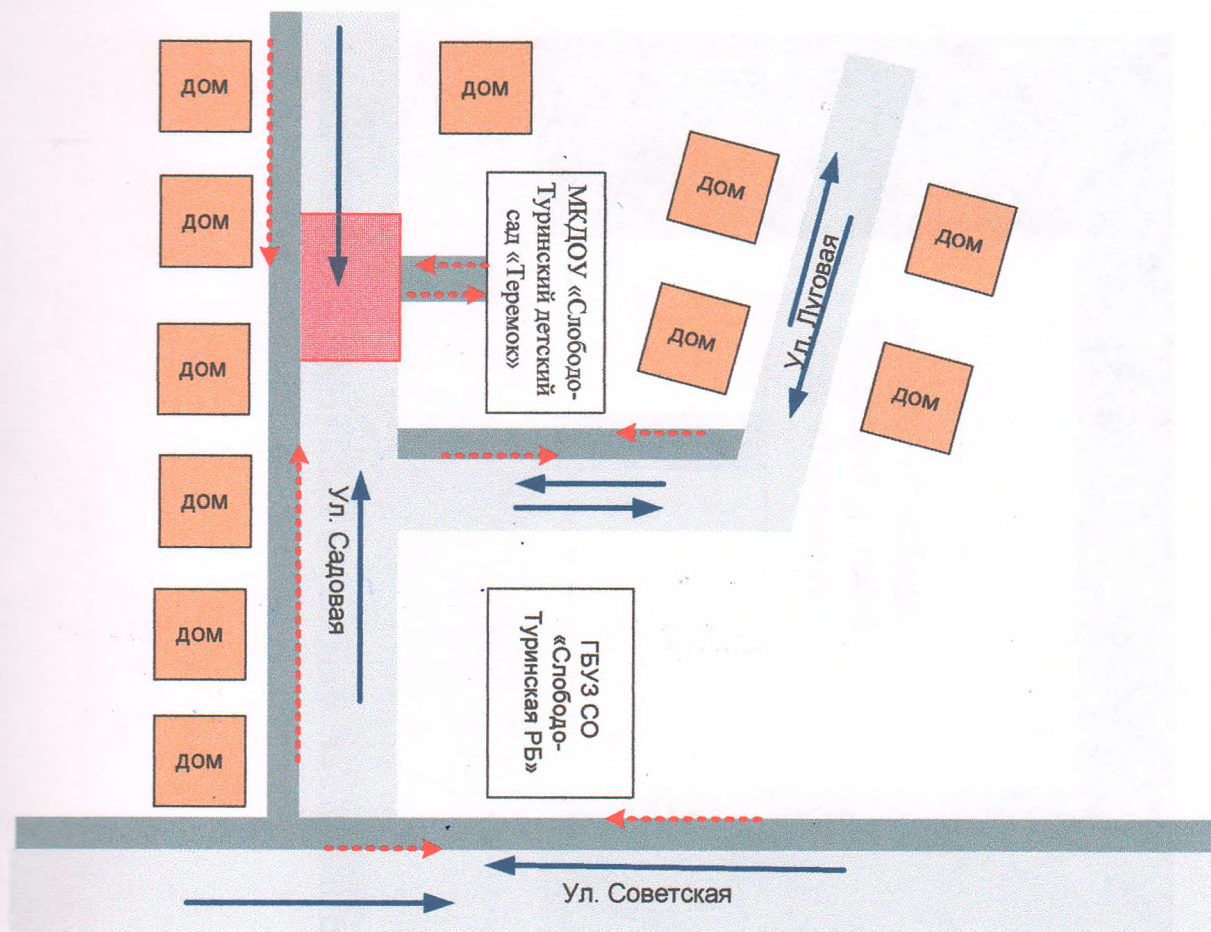 ДОМ
ДОМ
МКДОУ «Слободо-
Туринский детский
сад «Теремок»
ДОМ
ДОМ
ДОМ
ДОМ
ДОМ
Ул. Луговая
ДОМ
ДОМ
ДОМ
Ул. Садовая
ДОМ
ГБУЗ СО
«Слободо-
Туринская РБ»
ДОМ
Ул. Советская